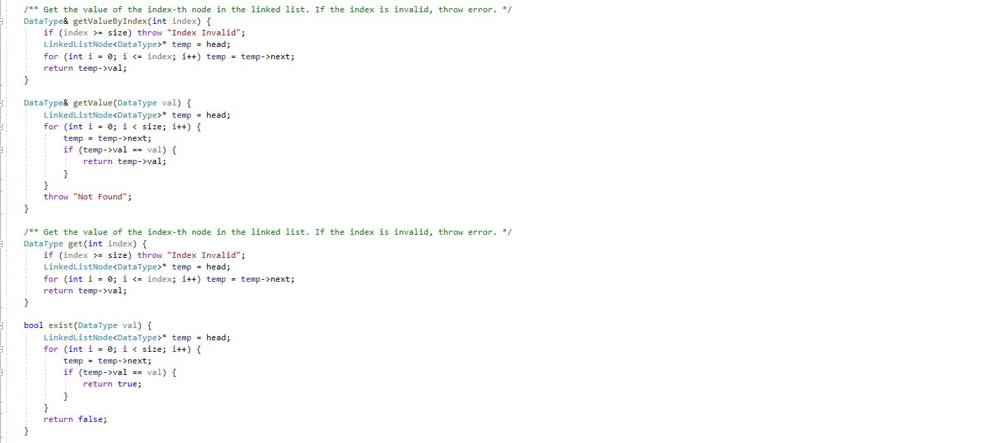 /** Get the value of the index-th node in the linked list. If the index is invalid, throw error. */
DataType& getValueByIndex(int index) {
if (index >= size) throw "Index Invalid";
LinkedListNode<DataType>* temp = head;
for (int i = 0; i <= index; i++) temp = temp->next;
return temp->val;
}
DataType& getValue(DataType val) {
LinkedListNode<DataType>* temp = head;
for (int i = 0; i < size; i++) {
temp = temp->next;
if (temp->val == val) {
return temp->val;
}
}
throw "Not Found";
}
/** Get the value of the index-th node in the linked list. If the index is invalid, throw error. */
DataType get(int index) {
if (index >= size) throw "Index Invalid";
LinkedListNode<DataType>* temp = head;
for (int i = 0; i <= index; i++) temp = temp->next;
return temp->val;
}
bool exist(DataType val) {
LinkedListNode<DataType>* temp = head;
for (int i = 0; i < size; i++) {
temp = temp->next;
if (temp->val == val) {
return true;
}
}
return false;
}